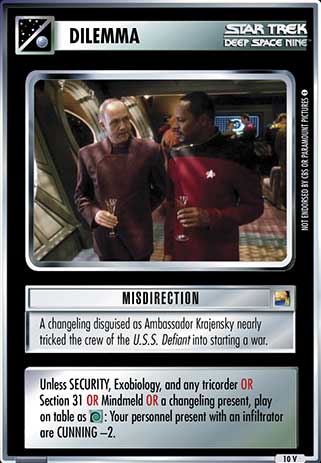 DILEMMA
STAR TREK
DEEP SPACE NINE
NOT ENDORSED BY CBS OR PARAMOUNT PICTURES
MISDIRECTION
A changeling disguised as Ambassador Krajensky nearly
tricked the crew of the U.S.S. Defiant into starting a war.
Unless SECURITY, Exobiology, and any tricorder OR
Section 31 OR Mindmeld OR a changeling present, play
on table as : Your personnel present with an infiltrator
are CUNNING –2.
10 V